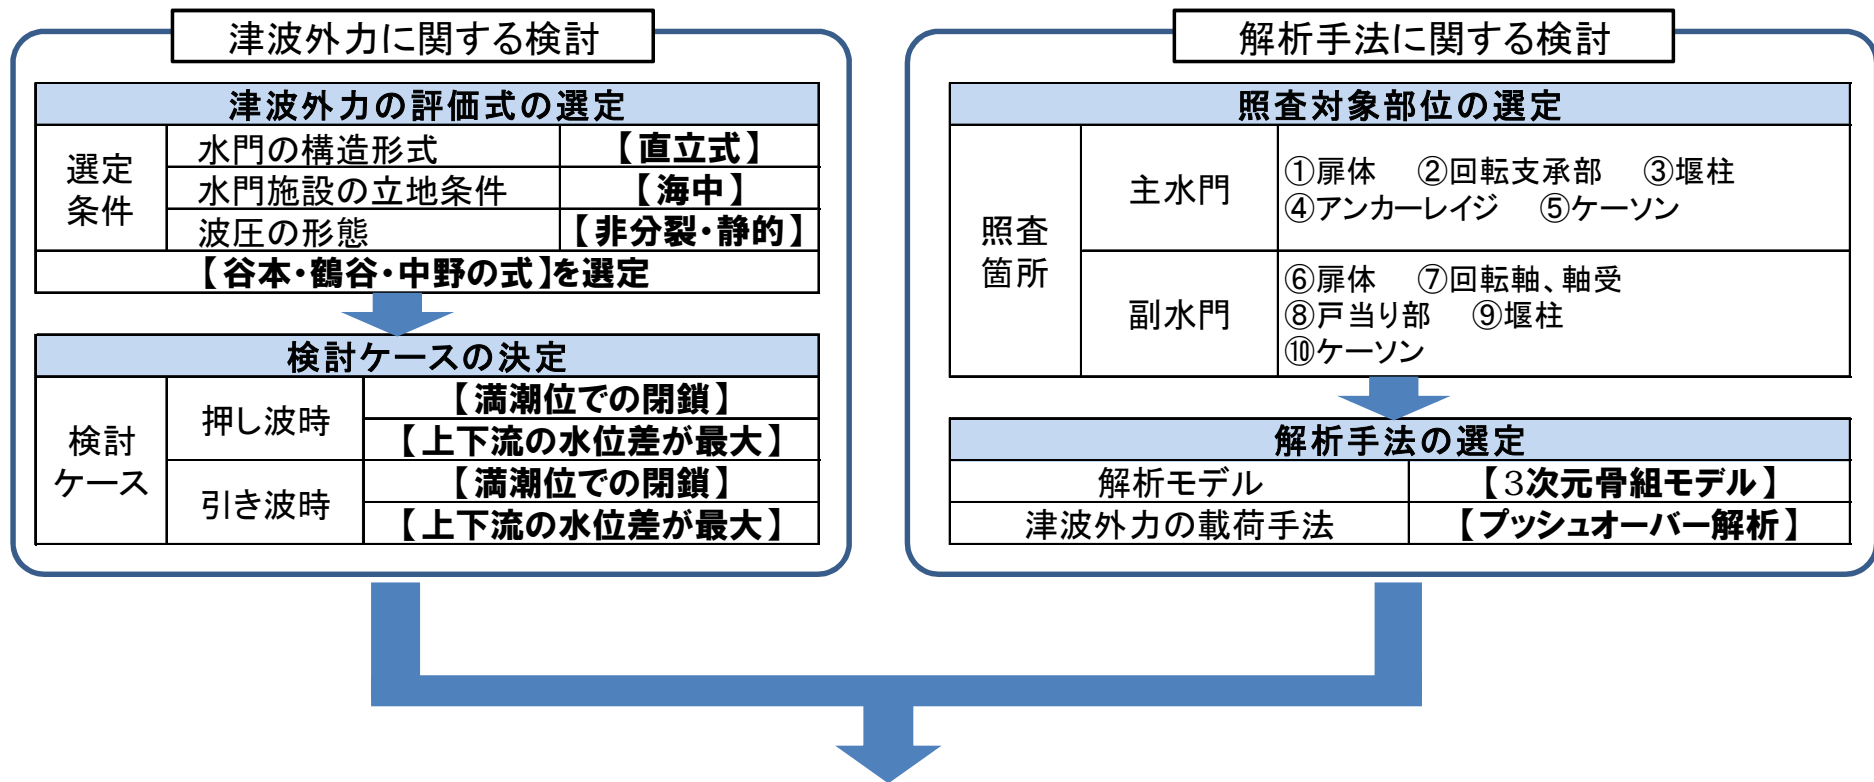 津波外力に関する検討
津波外力の評価式の選定
選定
条件
水門の構造形式
【直立式】
水門施設の立地条件
【海中】
波圧の形態
【非分裂・静的】
【谷本・鶴谷・中野の式】を選定
検討ケースの決定
検討
ケース
押し波時
【満潮位での閉鎖】
【上下流の水位差が最大】
引き波時
【満潮位での閉鎖】
【上下流の水位差が最大】
解析手法に関する検討
照査対象部位の選定
照査
箇所
主水門
①扉体 ②回転支承部 ③堰柱
④アンカーレイジ ⑤ケーソン
副水門
⑥扉体 ⑦回転軸、軸受
⑧戸当り部 ⑨堰柱
⑩ケーソン
解析手法の選定
解析モデル
【3次元骨組モデル】
津波外力の載荷手法
【プッシュオーバー解析】